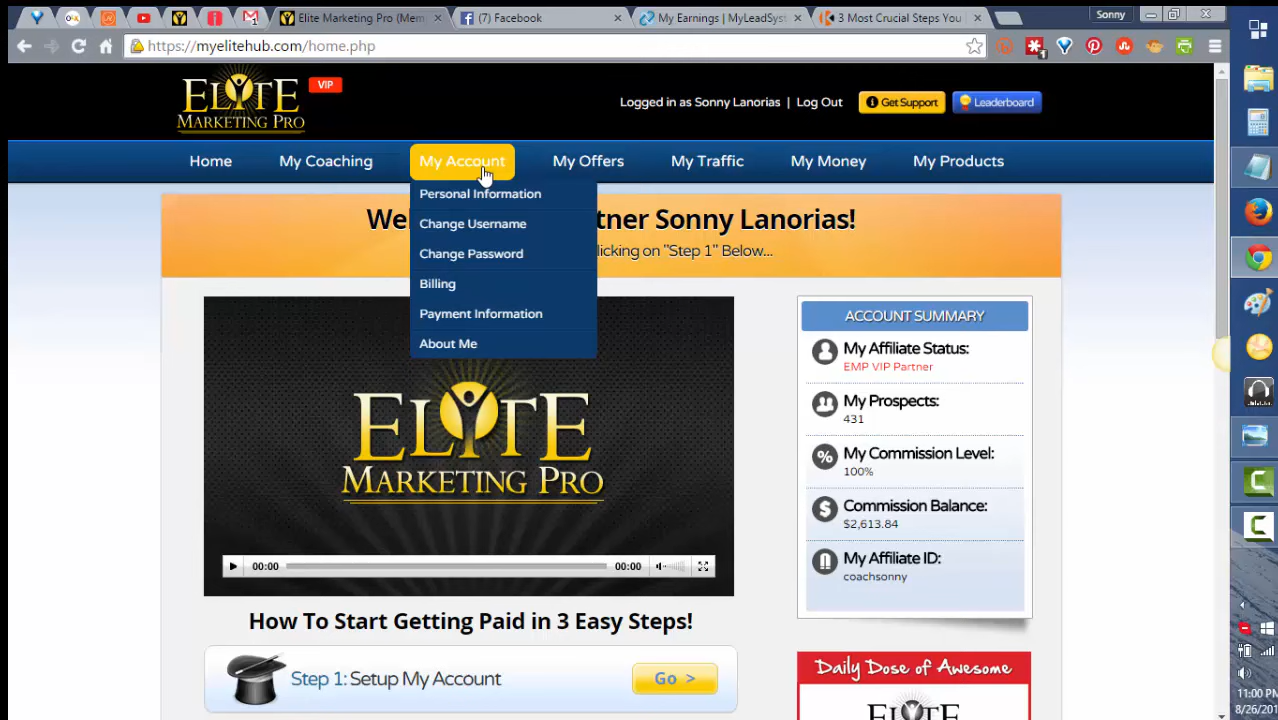 Elite Marketing Pro (Mem
(7) Facebook
My Earnings | MyLeadSys
3 Most Crucial Steps You
Sonny
https://myelitehub.com/home.php
1
ELYTE
MARKETING PRO
VIP
Logged in as Sonny Lanorias | Log Out
Get Support
Leaderboard
Home
My Coaching
My Account
My Offers
My Traffic
My Money
My Products
Personal Information
Change Username
Change Password
Billing
Payment Information
About Me
tner Sonny Lanorias!
licking on "Step 1" Below...
ELYTE
MARKETING PRO
00:00
00:00
How To Start Getting Paid in 3 Easy Steps!
Step 1: Setup My Account
Go >
ACCOUNT SUMMARY
My Affiliate Status:
EMP VIP Partner
My Prospects:
431
My Commission Level:
%
100%
Commission Balance:
$
$2,613.84
My Affiliate ID:
coachsonny
Daily Dose of Awesome
11:00 PM
8/26/201